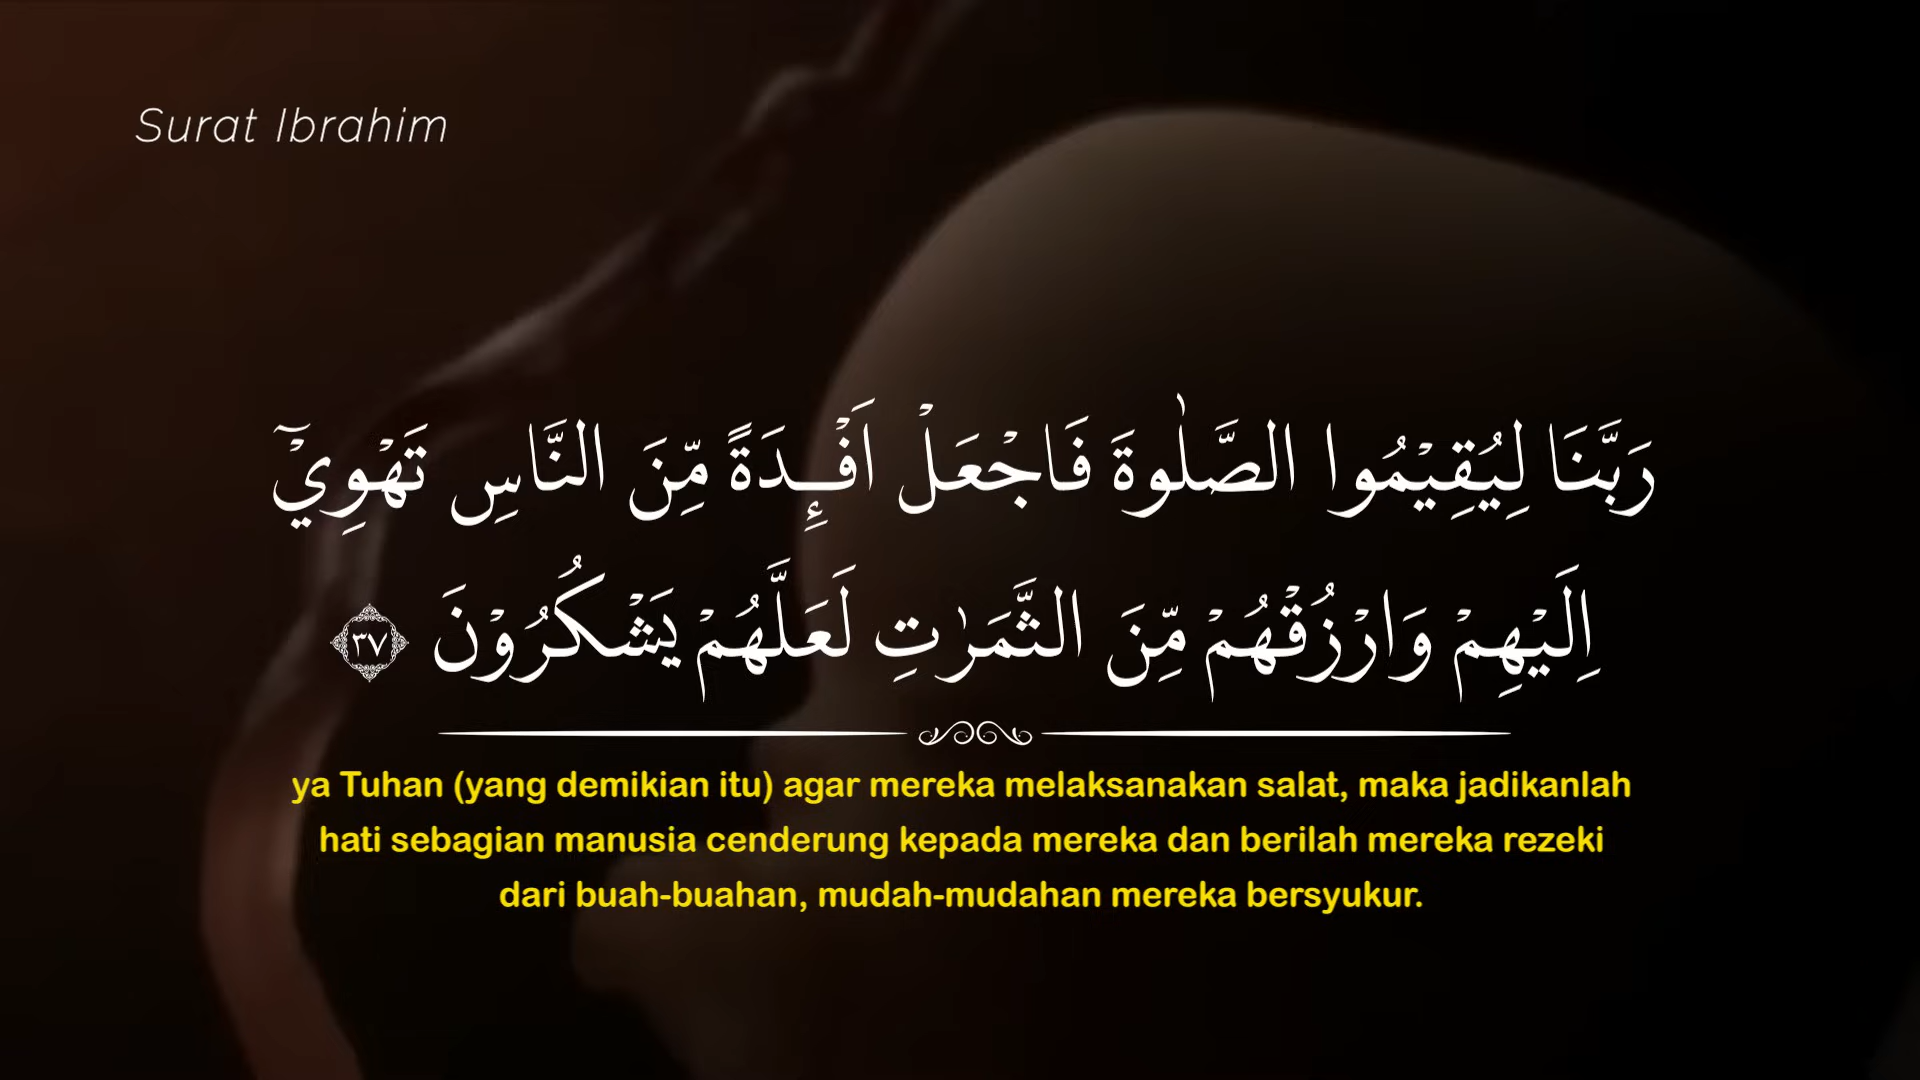 Surat Ibrahim
رَبَّنَا لِيُقِيْمُوا الصَّلٰوةَ فَاجْعَلْ اَفْـِٕدَةً مِّنَ النَّاسِ تَهْوِيْٓ
اِلَيْهِمْ وَارْزُقْهُمْ مِّنَ الثَّمَرٰتِ لَعَلَّهُمْ يَشْكُرُوْنَ ٣٧
ya Tuhan (yang demikian itu) agar mereka melaksanakan salat, maka jadikanlah
hati sebagian manusia cenderung kepada mereka dan berilah mereka rezeki
dari buah-buahan, mudah-mudahan mereka bersyukur.